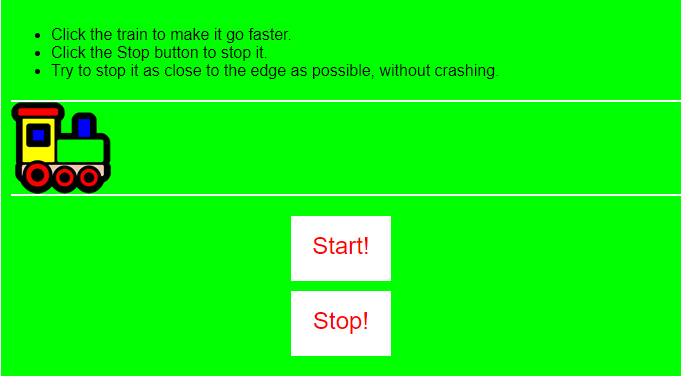 Click the train to make it go faster.
Click the Stop button to stop it.
Try to stop it as close to the edge as possible, without crashing.
Start!
Stop!